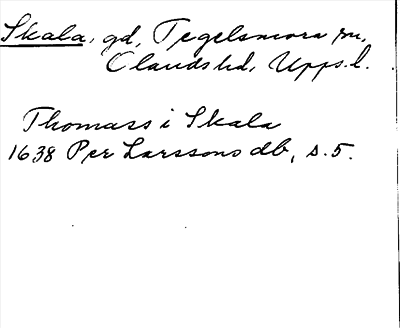 Skala, gd, Tegelsmora sn,
Olands hd, Upps. l.
Thomass i Skala
1638 Per Larssons db, s. 5.